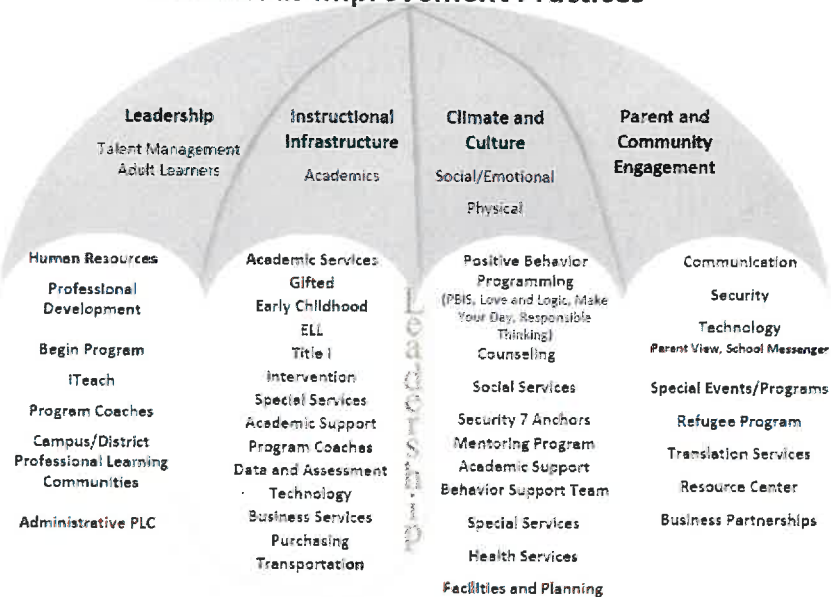 Improvement Practices
Leadership
Talent Management
Adult Learners
Instructional
Infrastructure
Academics
Climate and
Culture
Social/Emotional
Physical
Parent and
Community
Engagement
Human Resources
Professional
Development
Begin Program
iTeach
Program Coaches
Campus/District
Professional Learning
Communities
Administrative PLC
Academic Services
Gifted
Early Childhood
ELL
Title I
Intervention
Special Services
Academic Support
Program Coaches
Data and Assessment
Technology
Business Services
Purchasing
Transportation
Leadership
Positive Behavior
Programming
(PBIS, Love and Logic, Make
Your Day, Responsible
Thinking)
Counseling
Social Services
Security 7 Anchors
Mentoring Program
Academic Support
Behavior Support Team
Special Services
Health Services
Facilities and Planning
Communication
Security
Technology
Parent View, School Messenger
Special Events/Programs
Refugee Program
Translation Services
Resource Center
Business Partnerships